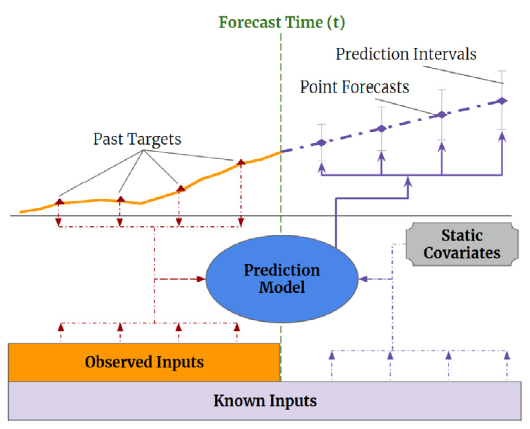 Forecast Time (t)
Prediction Intervals
Point Forecasts
Past Targets
Static
Covariates
Prediction
Model
Observed Inputs
Known Inputs